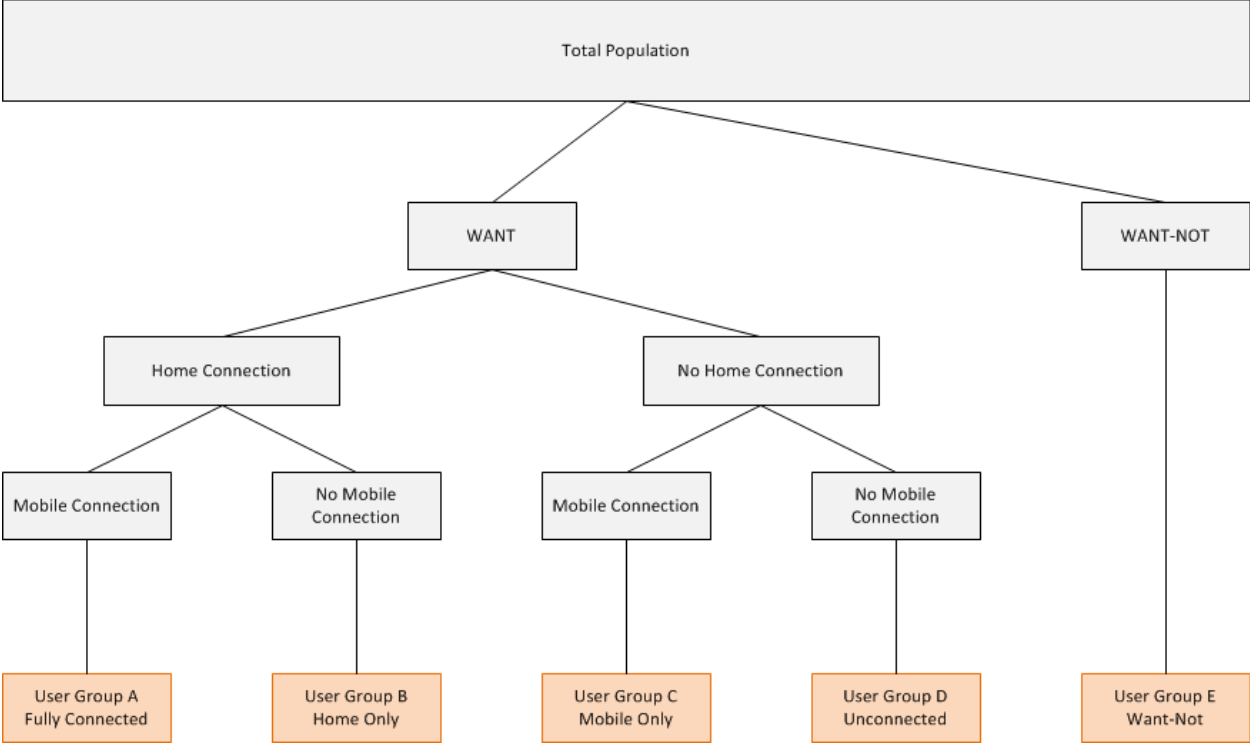 Total Population
WANT
WANT-NOT
Home Connection
No Home Connection
Mobile Connection
No Mobile
Connection
Mobile Connection
No Mobile
Connection
User Group A
Fully Connected
User Group B
Home Only
User Group C
Mobile Only
User Group D
Unconnected
User Group E
Want-Not